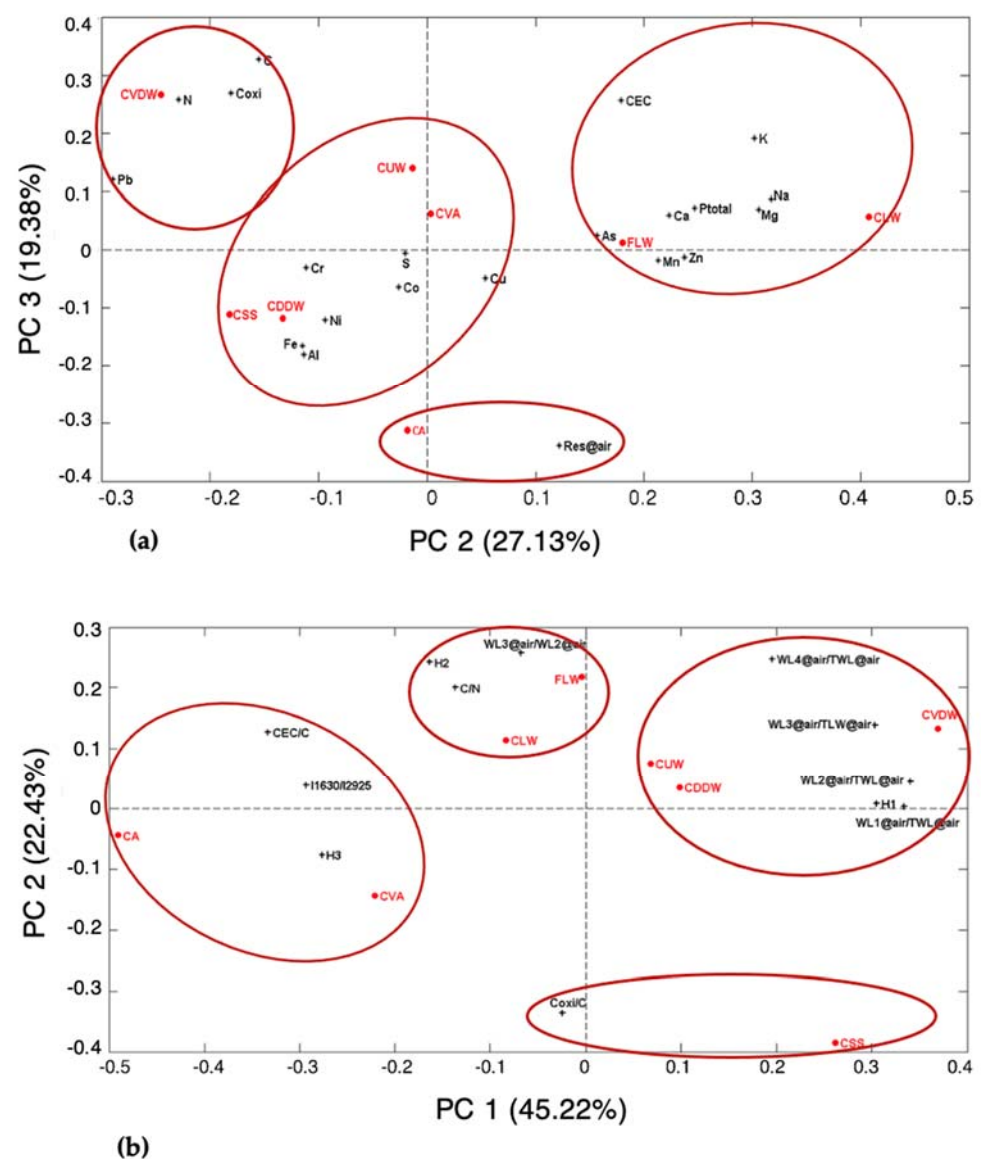 0.4
C
0.3
CVDW
N
Coxi
CEC
0.2
CUW
K
Pb
0.1
CVA
Na
Ptotal
Ca
Mg
CLW
As
FLW
0
S
Mn
Zn
Cr
Co
Cu
-0.1
CDDW
CSS
Ni
Fe
Al
-0.2
-0.3
CA
Res@air
-0.4
-0.3 -0.2 -0.1 0 0.1 0.2 0.3 0.4 0.5
PC 3 (19.38%)
(a) PC 2 (27.13%)
0.3
WL3@air/WL2@air
H2
WL4@air/TWL@air
FLW
0.2
C/N
CVDW
WL3@air/TLW@air
CEC/C
CLW
0.1
CUW
I1630/I2925
WL2@air/TWL@air
CDDW
H1
0
WL1@air/TWL@air
CA
H3
-0.1
CVA
-0.2
-0.3
Coxi/C
CSS
-0.4
-0.5 -0.4 -0.3 -0.2 -0.1 0 0.1 0.2 0.3 0.4
PC 2 (22.43%)
PC 1 (45.22%)
(b)